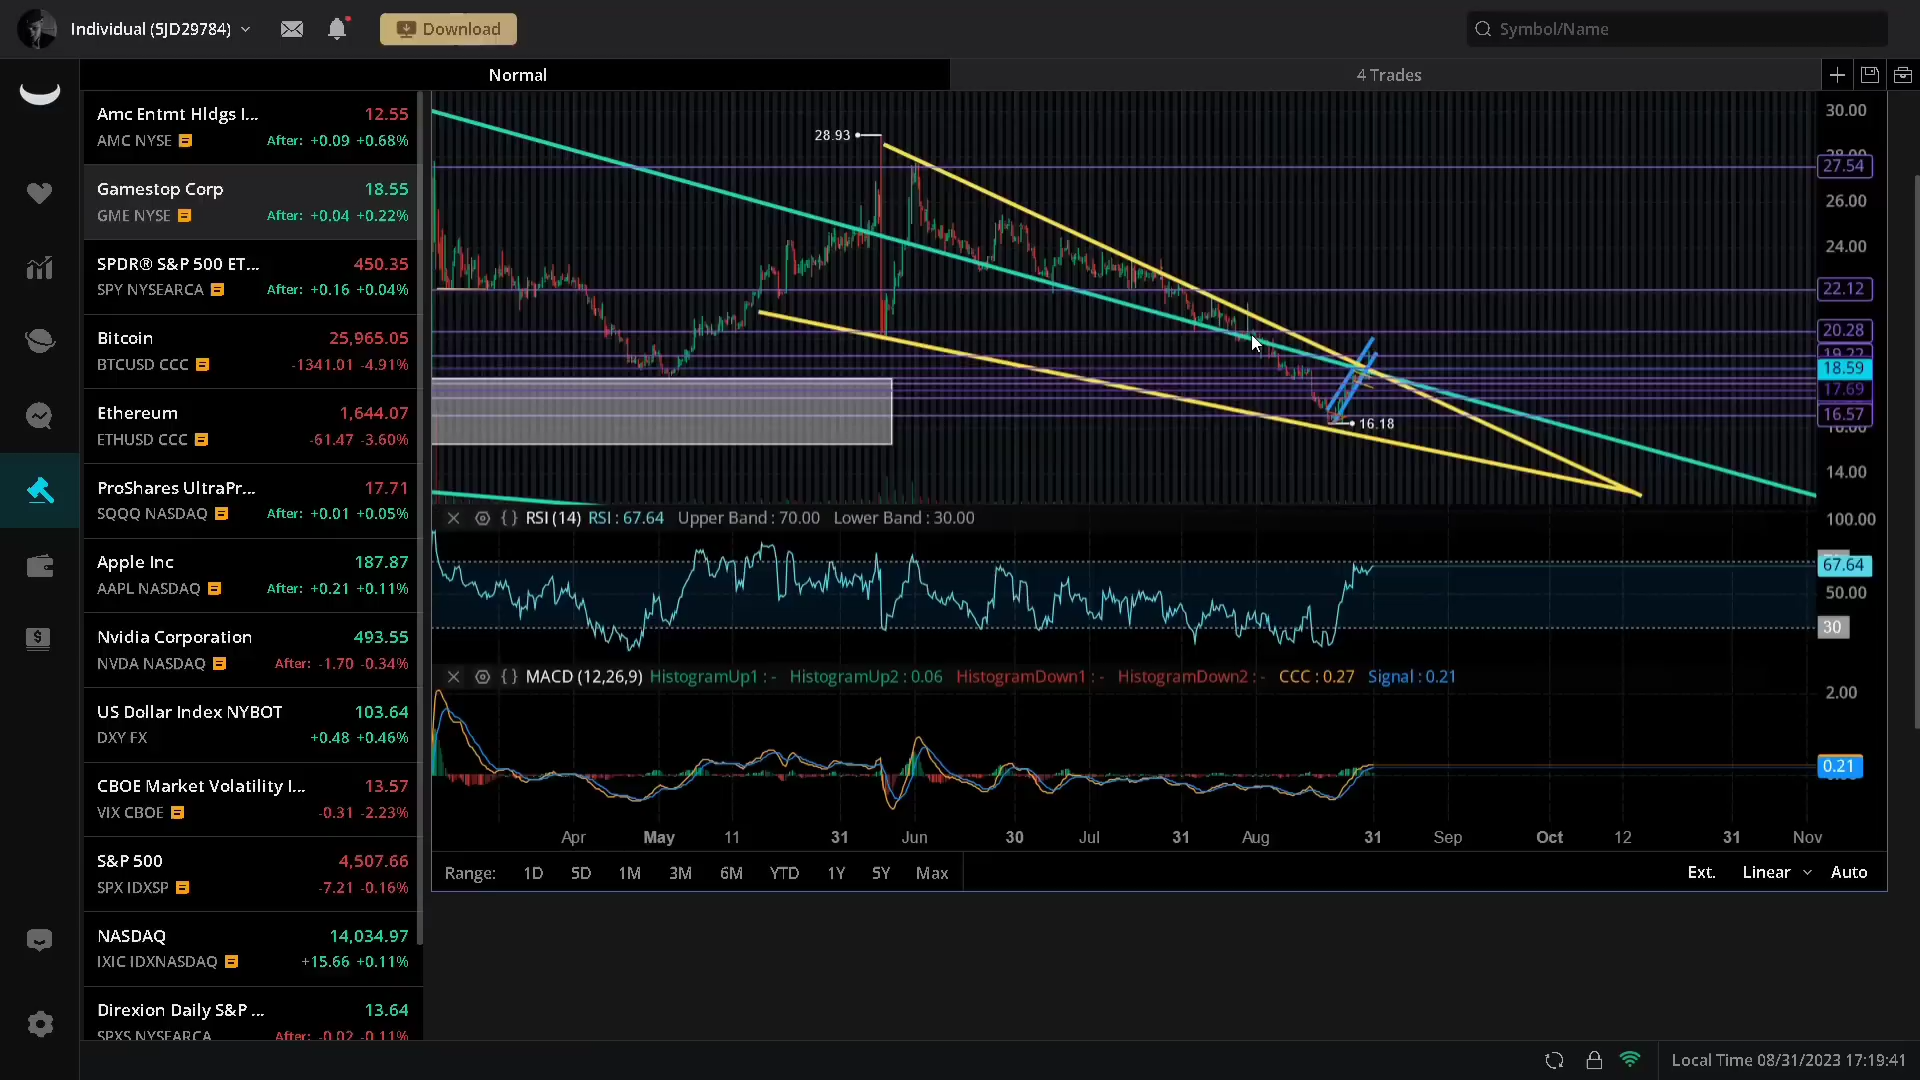 Individual (5JD29784)
Download
Symbol/Name
Normal
4 Trades
Amc Entmt Hldgs I...
12.55
AMC NYSE
After: +0.09 +0.68%
Gamestop Corp
18.55
GME NYSE
After: +0.04 +0.22%
SPDR® S&P 500 ET...
450.35
SPY NYSEARCA
After: +0.16 +0.04%
Bitcoin
25,965.05
BTCUSD CCC
-1341.01 -4.91%
Ethereum
1,644.07
ETHUSD CCC
-61.47 -3.60%
ProShares UltraPr...
17.71
SQQQ NASDAQ
After: +0.01 +0.05%
Apple Inc
187.87
AAPL NASDAQ
After: +0.21 +0.11%
Nvidia Corporation
493.55
NVDA NASDAQ
After: -1.70 -0.34%
US Dollar Index NYBOT
103.64
DXY FX
+0.48 +0.46%
CBOE Market Volatility I...
13.57
VIX CBOE
-0.31 -2.23%
S&P 500
4,507.66
SPX IDXSP
-7.21 -0.16%
NASDAQ
14,034.97
IXIC IDXNASDAQ
+15.66 +0.11%
Direxion Daily S&P ...
13.64
SPXS NYSEARCA
After: -0.02 -0.11%
28.93
16.18
30.00
27.54
26.00
24.00
22.12
20.28
19.22
18.59
17.69
16.57
14.00
RSI (14) RSI : 67.64 Upper Band : 70.00 Lower Band : 30.00
100.00
67.64
50.00
30
MACD (12,26,9) HistogramUp1 : - HistogramUp2 : 0.06 HistogramDown1 : - HistogramDown2 : - CCC : 0.27 Signal : 0.21
2.00
0.21
Apr May 11 31 Jun 30 Jul 31 Aug 31 Sep Oct 12 31 Nov
Range: 1D 5D 1M 3M 6M YTD 1Y 5Y Max
Ext. Linear Auto
Local Time 08/31/2023 17:19:41